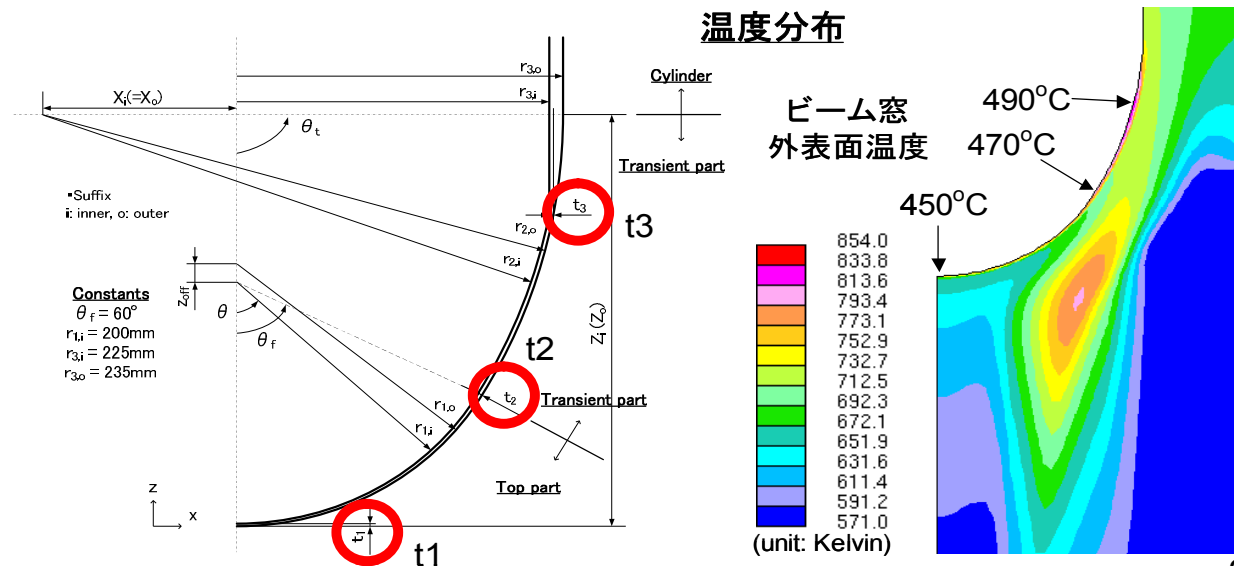 温度分布
r3,o
r3,i
Xi(=Xo)
θt
Cylinder
Transient part
▪Suffix
i: inner, o: outer
t3
t3
r2,o
r2,i
zoff
Constants
θf = 60°
r1,i = 200mm
r3,i = 225mm
r3,o = 235mm
θ
θf
Zi(Zo)
t2
t2
Transient part
r1,o
r1,i
Top part
z
x
t1
t1
ビーム窓
外表面温度
490°C
470°C
450°C
854.0
833.8
813.6
793.4
773.1
752.9
732.7
712.5
692.3
672.1
651.9
631.6
611.4
591.2
571.0
(unit: Kelvin)